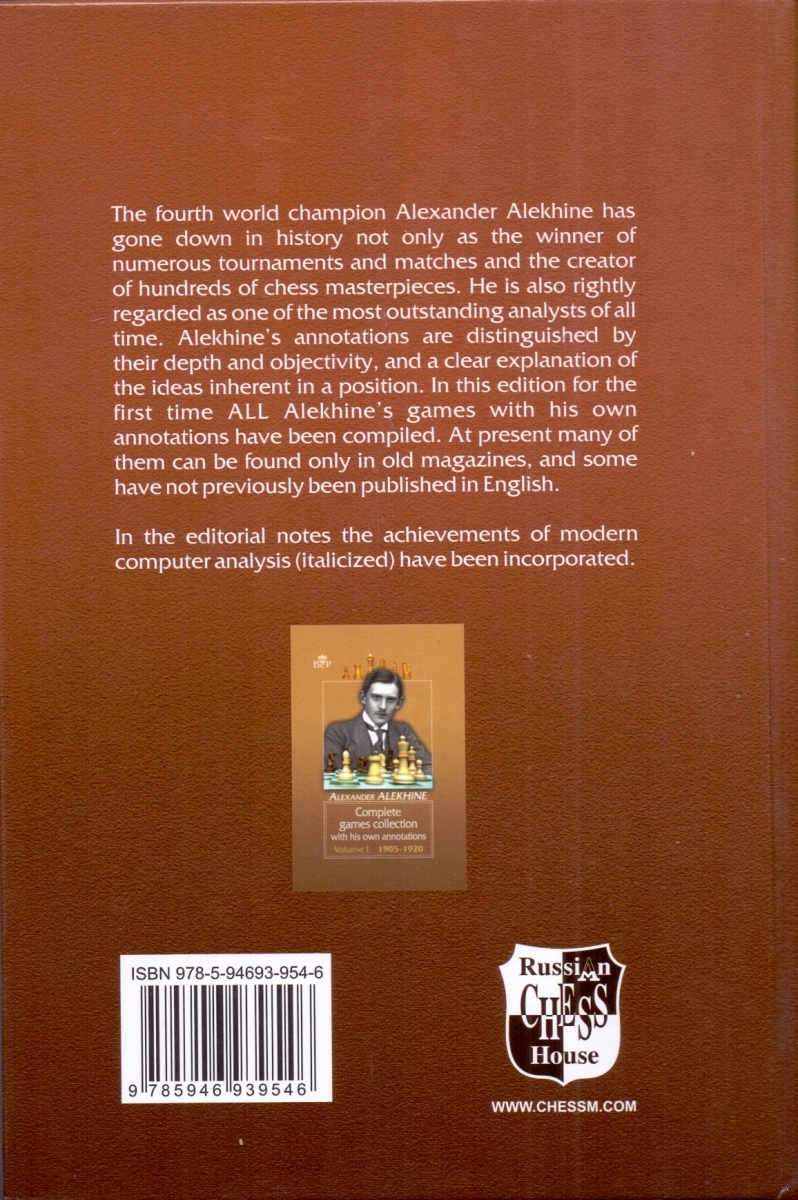 The fourth world champion Alexander Alekhine has
gone down in history not only as the winner of
numerous tournaments and matches and the creator
of hundreds of chess masterpieces. He is also rightly
regarded as one of the most outstanding analysts of all
time. Alekhine's annotations are distinguished by
their depth and objectivity, and a clear explanation of
the ideas inherent in a position. In this edition for the
first time ALL Alekhine's games with his own
annotations have been compiled. At present many of
them can be found only in old magazines, and some
have not previously been published in English.
In the editorial notes the achievements of modern
computer analysis (italicized) have been incorporated.
ALEXANDER ALEKHINE
Complete
games collection
with his own annotations
Volume I 1905–1920
ISBN 978-5-94693-954-6
9 785946 939546
Russian
CHESS
House
WWW.CHESSM.COM